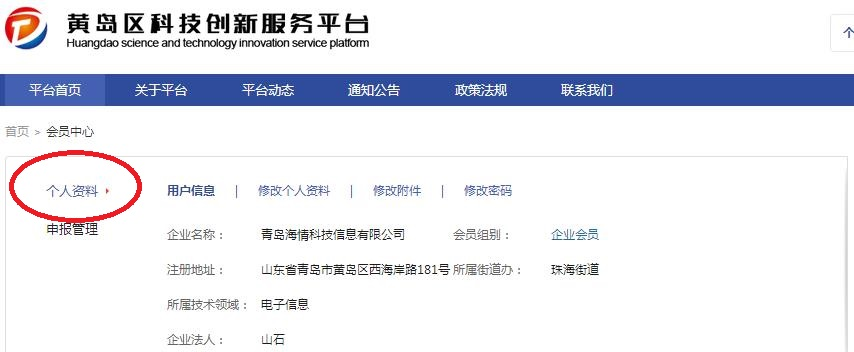 黄岛区科技创新服务平台
Huangdao science and technology innovation service platform
个
平台首页 关于平台 平台动态 通知公告 政策法规 联系我们
首页 > 会员中心
个人资料 用户信息 | 修改个人资料 | 修改附件 | 修改密码
申报管理
企业名称： 青岛海情科技信息有限公司 会员组别： 企业会员
注册地址： 山东省青岛市黄岛区西海岸路181号 所属街道办： 珠海街道
所属技术领域： 电子信息
企业法人： 山石